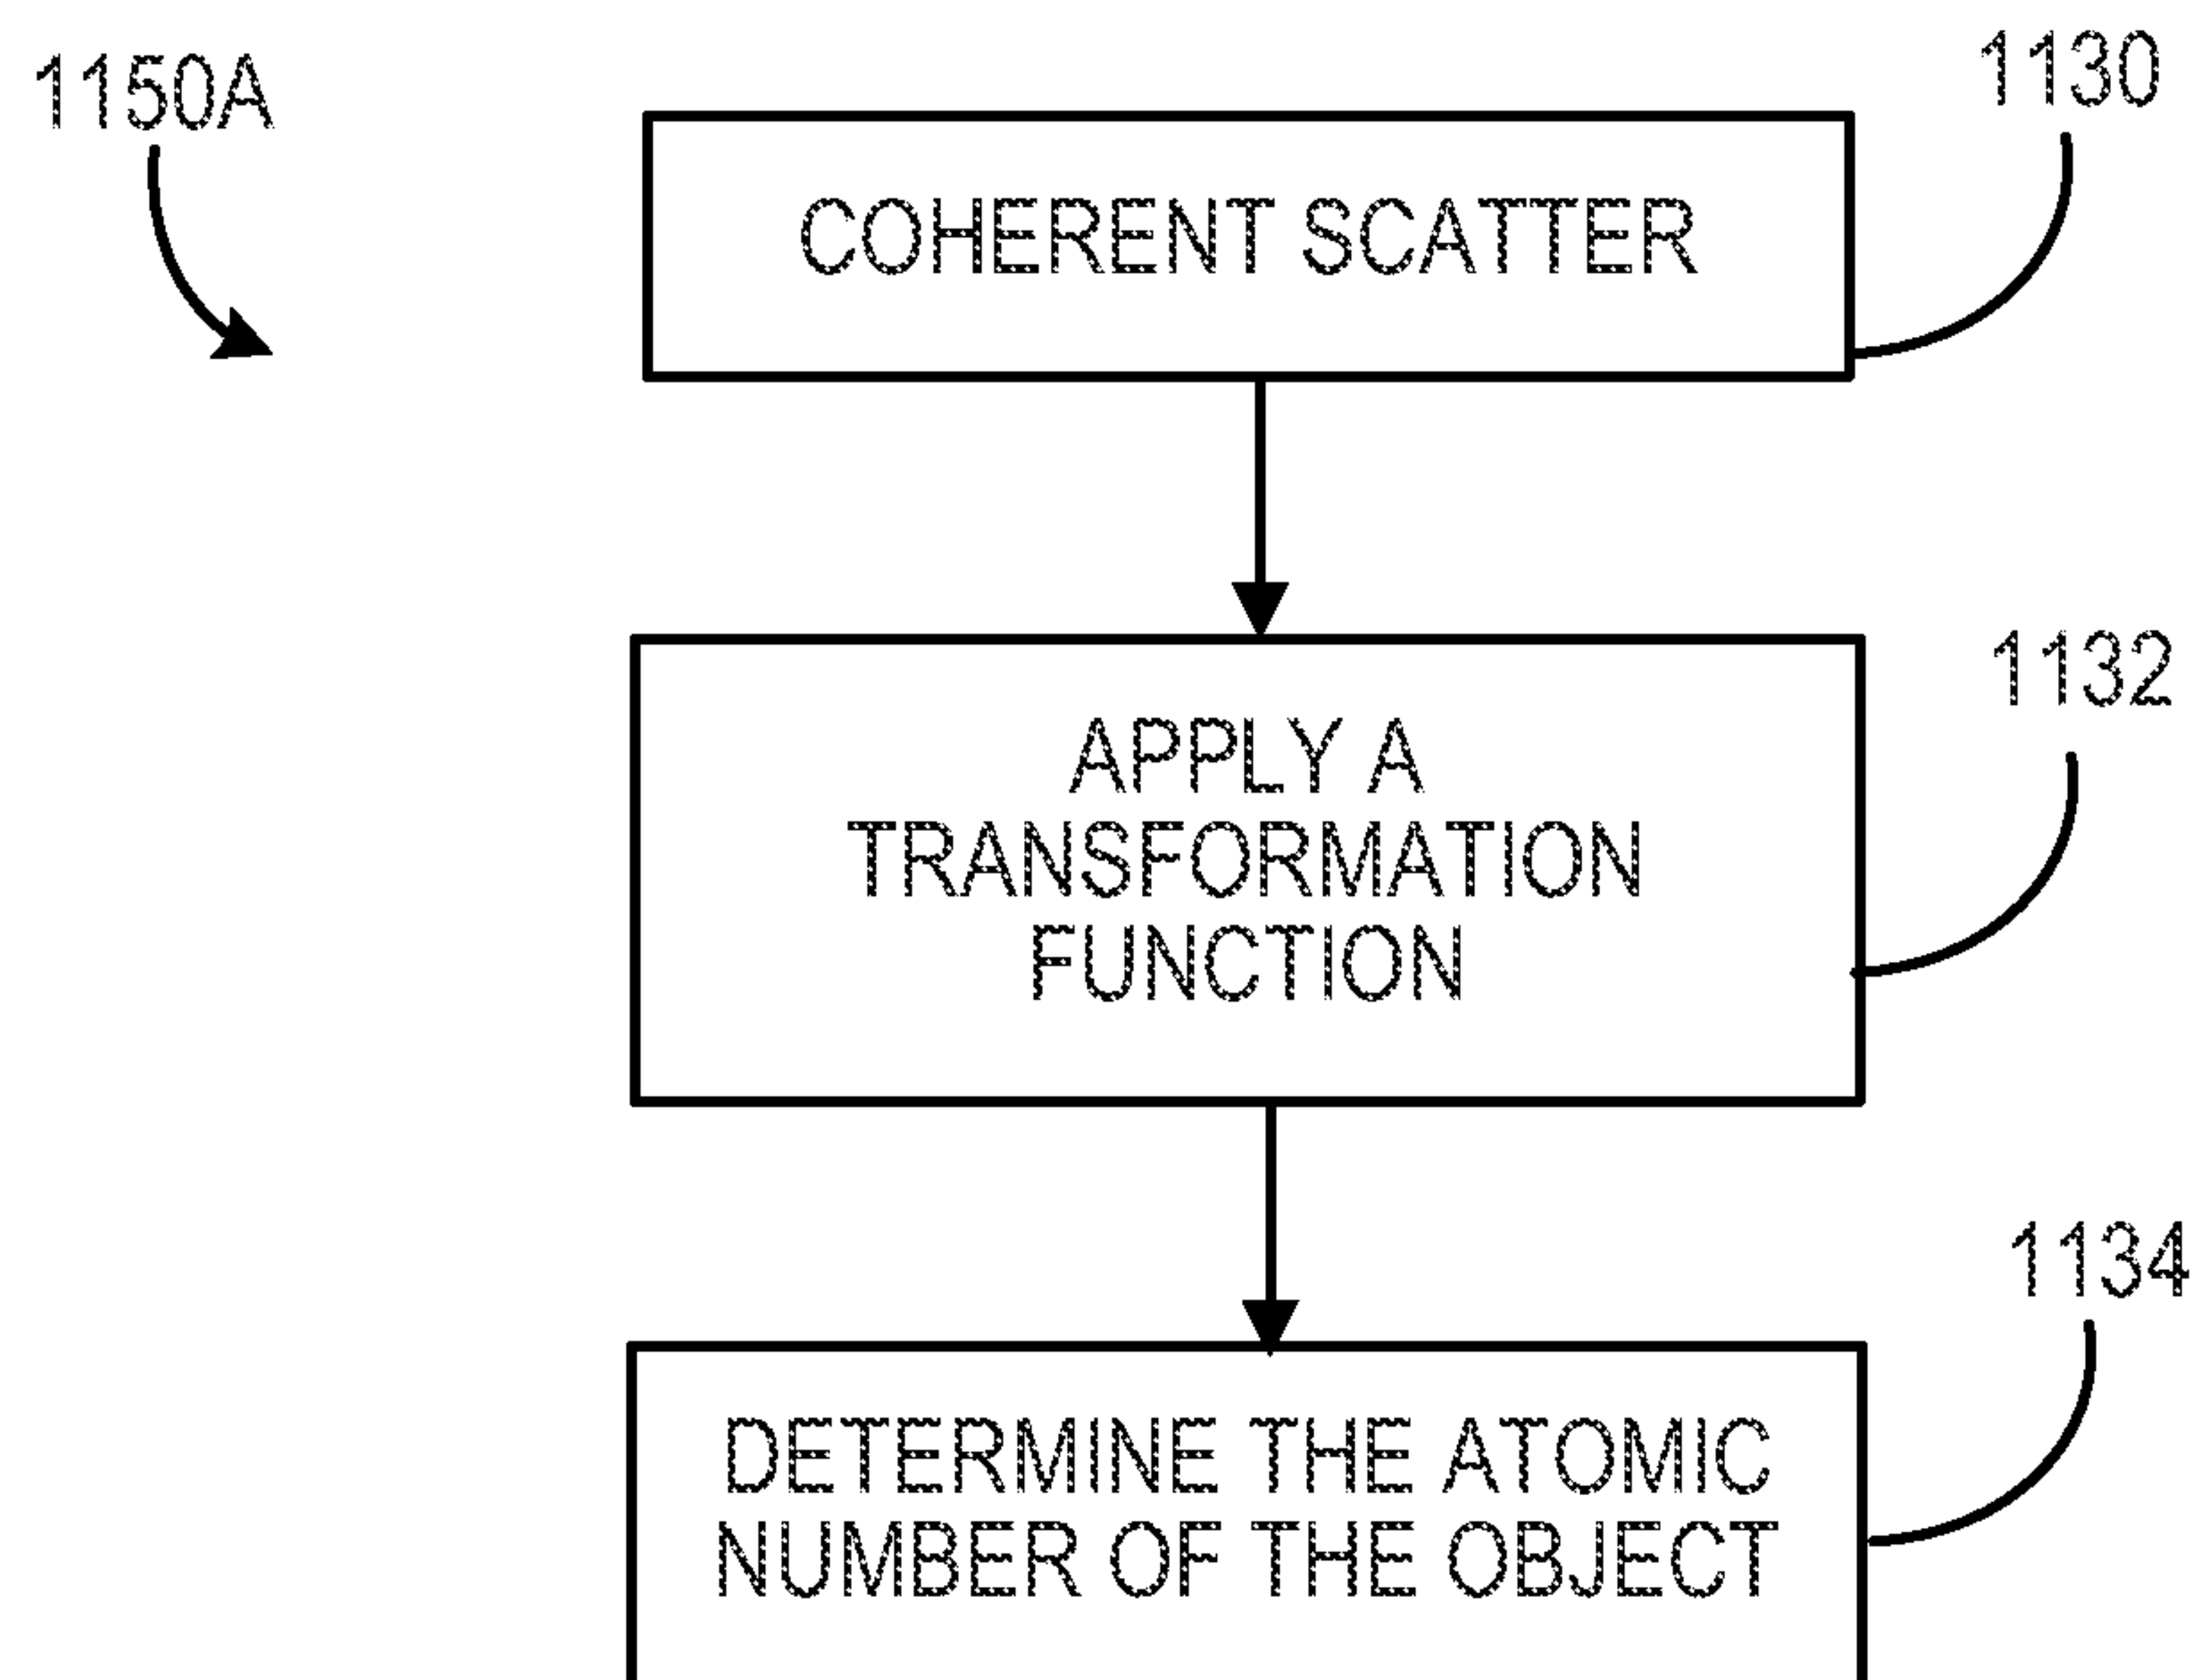 1150A
1130
COHERENT SCATTER
1132
APPLY A
TRANSFORMATION
FUNCTION
1134
DETERMINE THE ATOMIC
NUMBER OF THE OBJECT